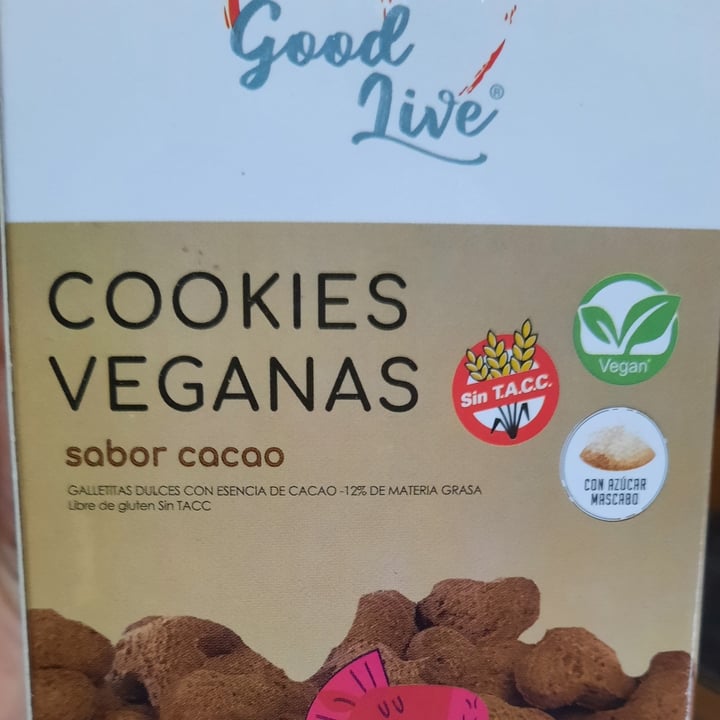 Good
Live®
COOKIES
VEGANAS
sabor cacao
GALLETITAS DULCES CON ESENCIA DE CACAO -12% DE MATERIA GRASA
Libre de gluten Sin TACC
Sin T.A.C.C.
Vegan
CON AZÚCAR
MASCABO